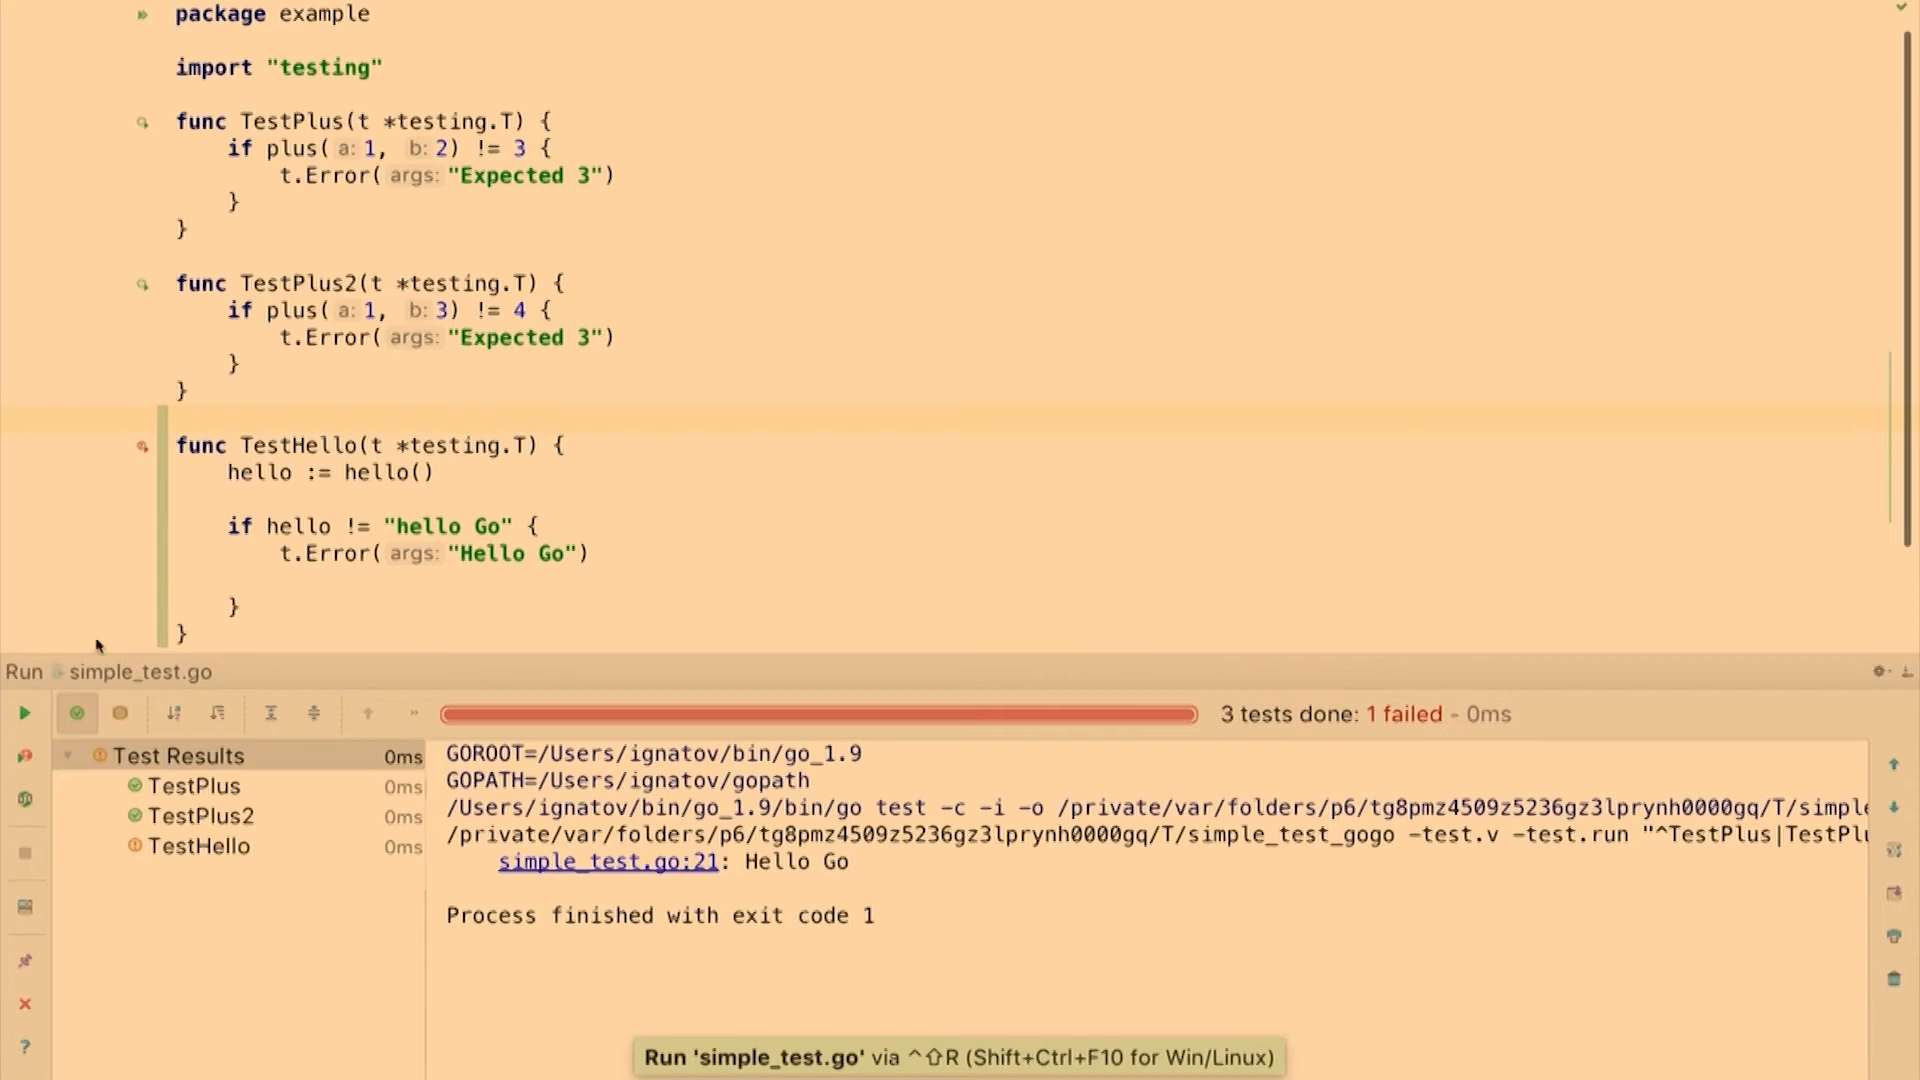 package example
import "testing"
func TestPlus(t *testing.T) {
if plus( a: 1, b: 2) != 3 {
t.Error( args: "Expected 3")
}
}
func TestPlus2(t *testing.T) {
if plus( a: 1, b: 3) != 4 {
t.Error( args: "Expected 3")
}
}
func TestHello(t *testing.T) {
hello := hello()
if hello != "hello Go" {
t.Error( args: "Hello Go")
}
}
Run simple_test.go
3 tests done: 1 failed - 0ms
Test Results 0ms
TestPlus 0ms
TestPlus2 0ms
TestHello 0ms
GOROOT=/Users/ignatov/bin/go_1.9
GOPATH=/Users/ignatov/gopath
/Users/ignatov/bin/go_1.9/bin/go test -c -i -o /private/var/folders/p6/tg8pmz4509z5236gz3lprynh0000gq/T/simple
/private/var/folders/p6/tg8pmz4509z5236gz3lprynh0000gq/T/simple_test_gogo -test.v -test.run "^TestPlus|TestPlu
simple_test.go:21: Hello Go
Process finished with exit code 1
Run 'simple_test.go' via ^⇧R (Shift+Ctrl+F10 for Win/Linux)